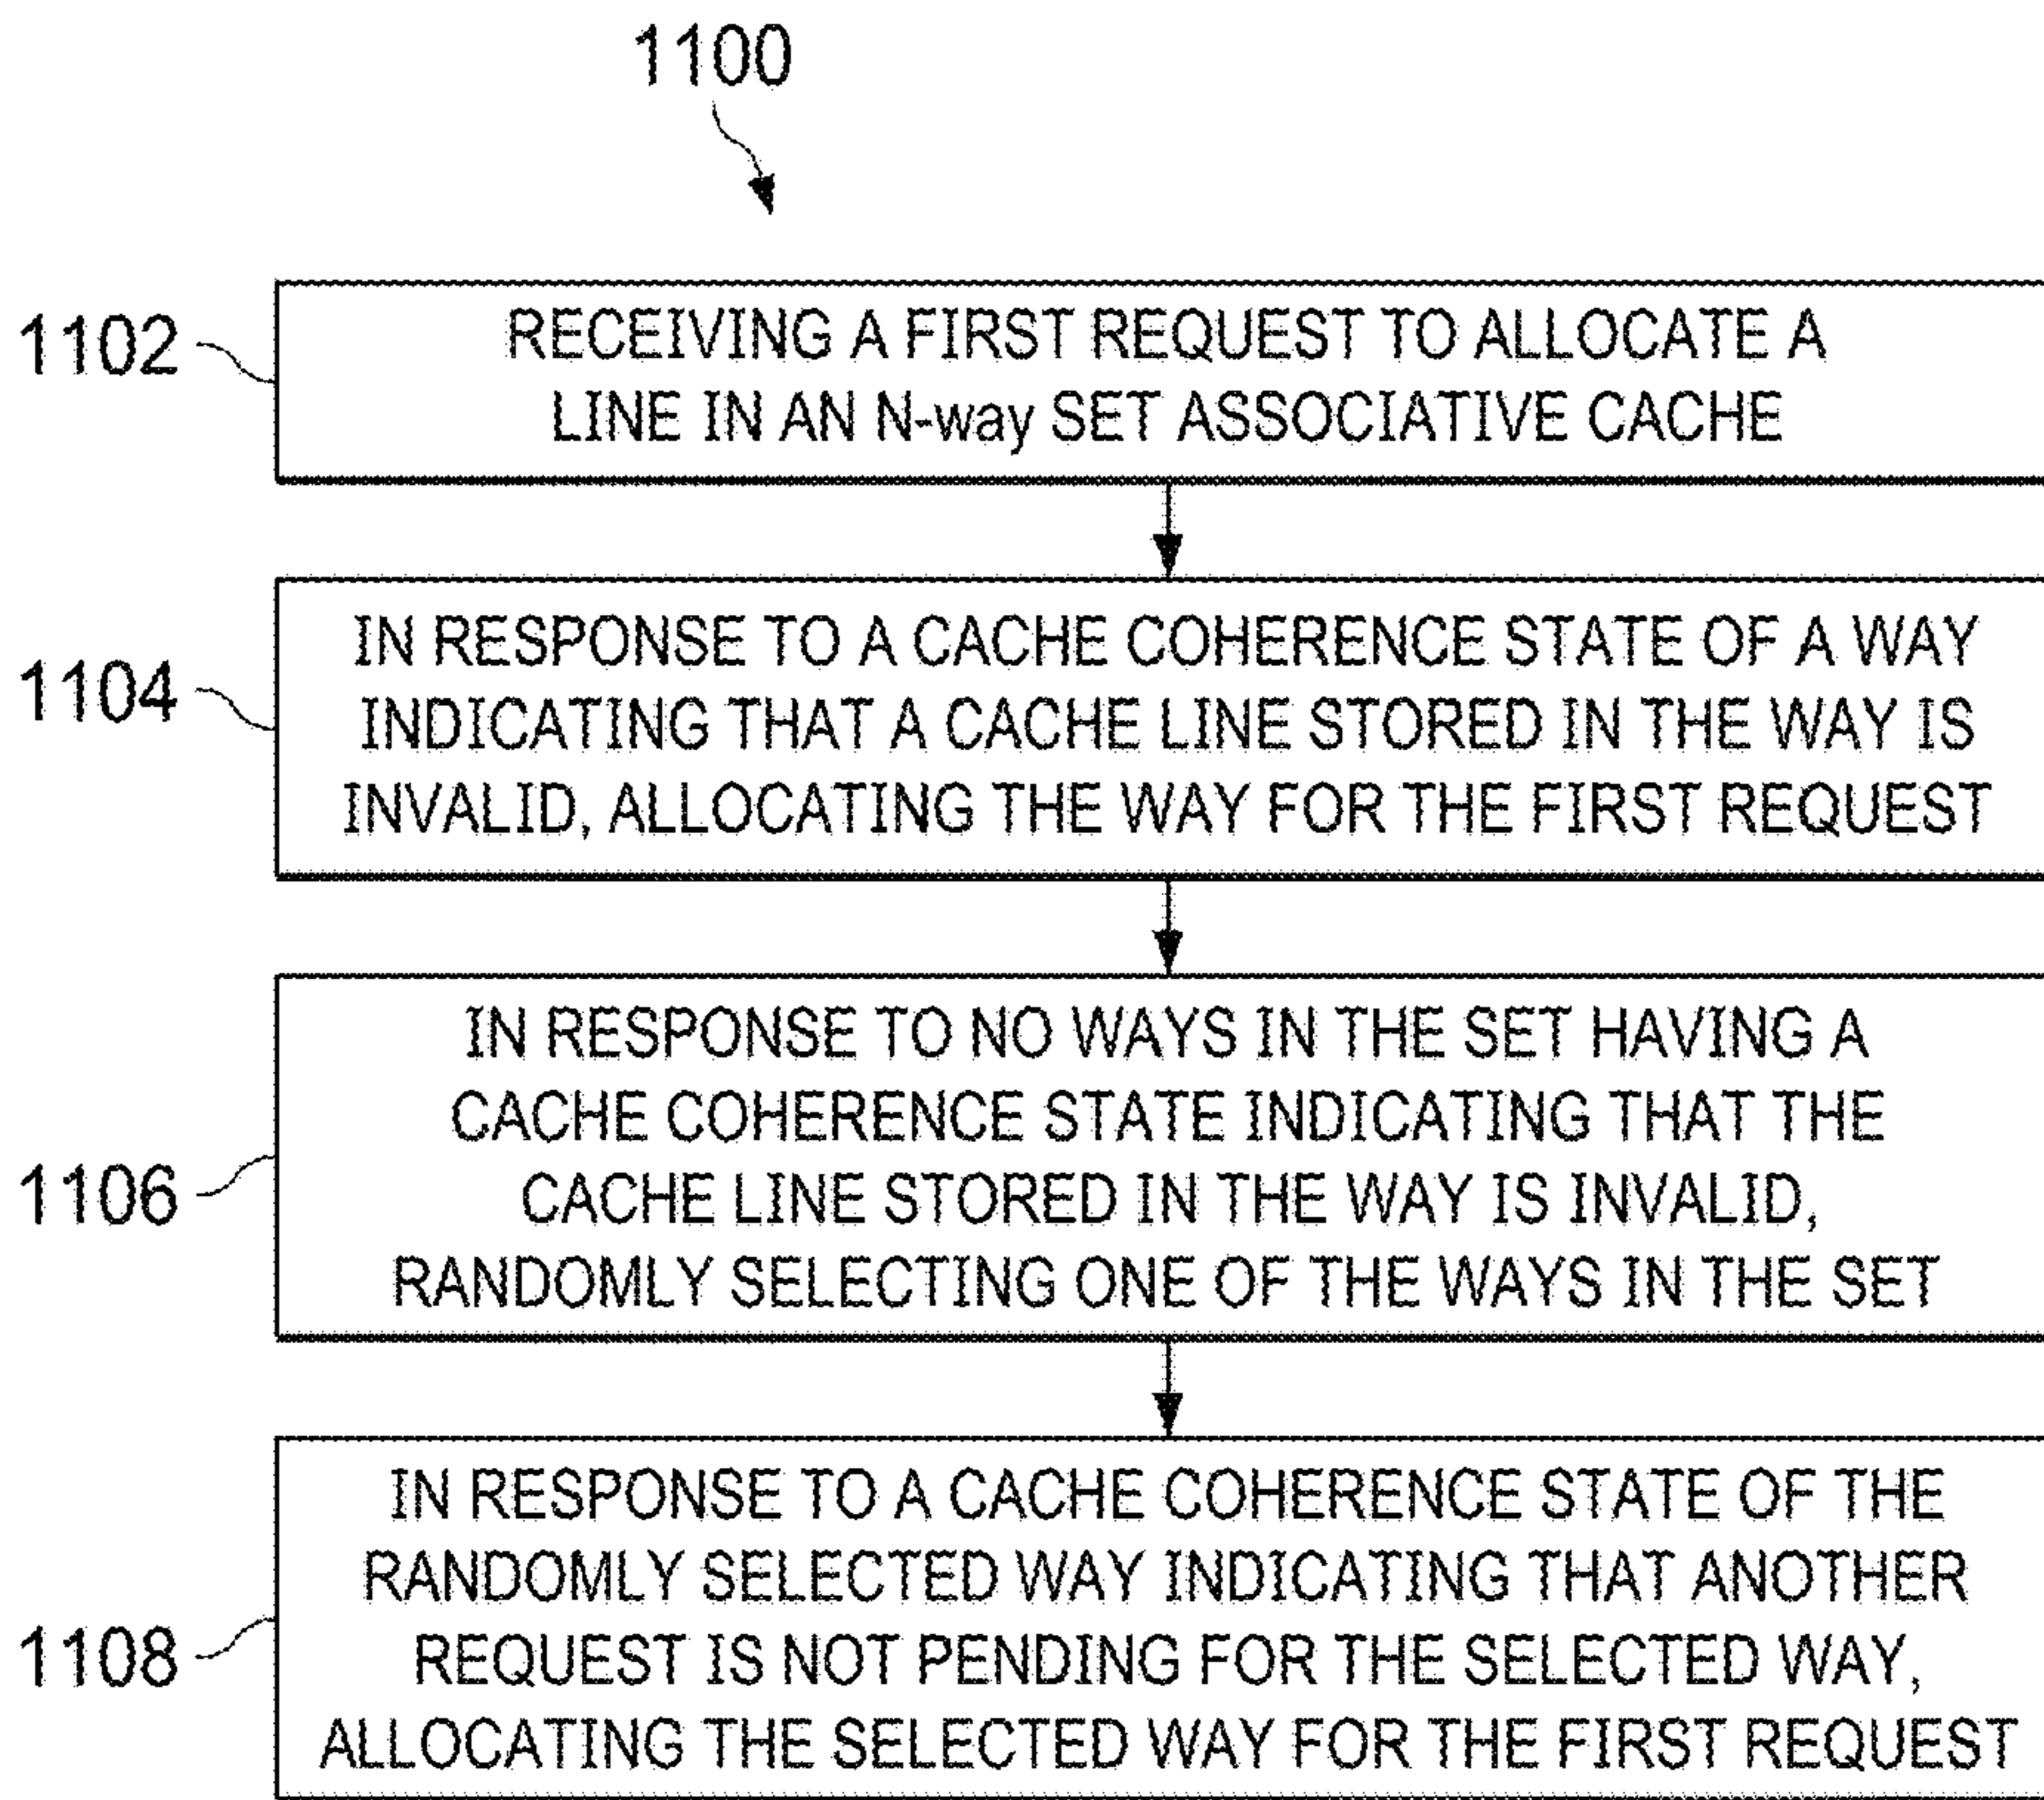 1100
1102
RECEIVING A FIRST REQUEST TO ALLOCATE A
LINE IN AN N-way SET ASSOCIATIVE CACHE
1104
IN RESPONSE TO A CACHE COHERENCE STATE OF A WAY
INDICATING THAT A CACHE LINE STORED IN THE WAY IS
INVALID, ALLOCATING THE WAY FOR THE FIRST REQUEST
1106
IN RESPONSE TO NO WAYS IN THE SET HAVING A
CACHE COHERENCE STATE INDICATING THAT THE
CACHE LINE STORED IN THE WAY IS INVALID,
RANDOMLY SELECTING ONE OF THE WAYS IN THE SET
1108
IN RESPONSE TO A CACHE COHERENCE STATE OF THE
RANDOMLY SELECTED WAY INDICATING THAT ANOTHER
REQUEST IS NOT PENDING FOR THE SELECTED WAY,
ALLOCATING THE SELECTED WAY FOR THE FIRST REQUEST